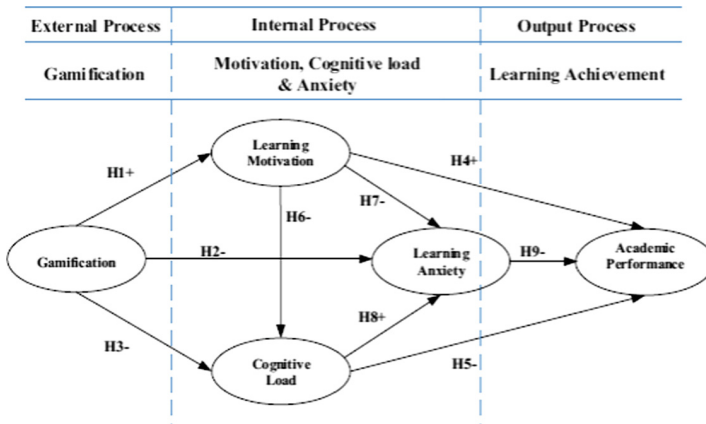 External Process
Internal Process
Output Process
Gamification
Motivation, Cognitive load
& Anxiety
Learning Achievement
Learning
Motivation
H1+
H4+
H7-
H6-
H2-
Gamification
Learning
Anxiety
H9-
Academic
Performance
H8+
H3-
Cognitive
Load
H5-